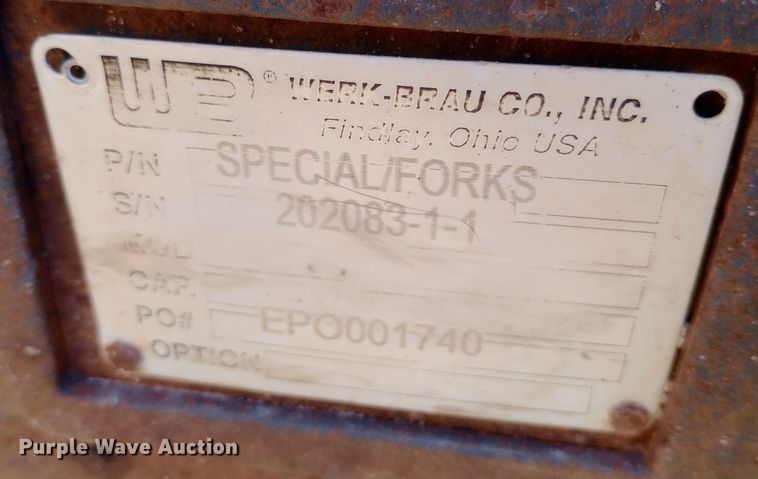 WB ® WERK-BRAU CO., INC.
Findlay, Ohio USA
P/N SPECIAL/FORKS
S/N 202083-1-1
MOD
CAP.
PO# EPO001740
OPTION
Purple Wave Auction